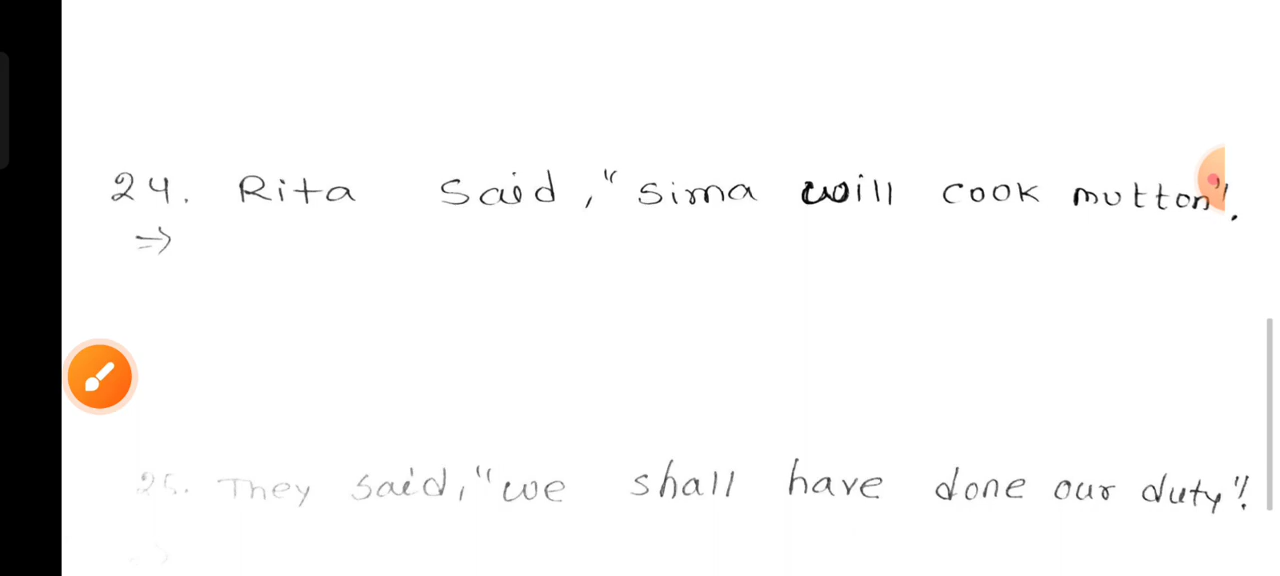 24. Rita said, "Sima will cook mutton".
⇒
25. They said, "we shall have done our duty".